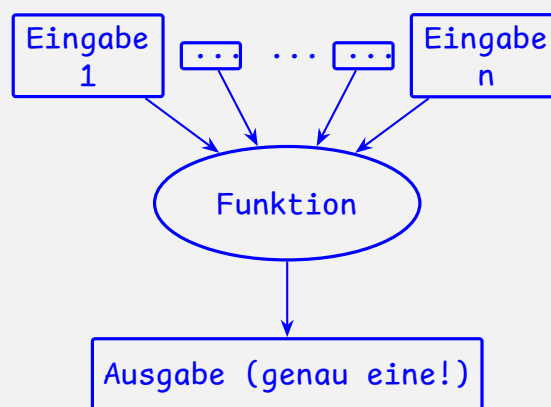 Eingabe
1
...
...
...
Eingabe
n
Funktion
Ausgabe (genau eine!)